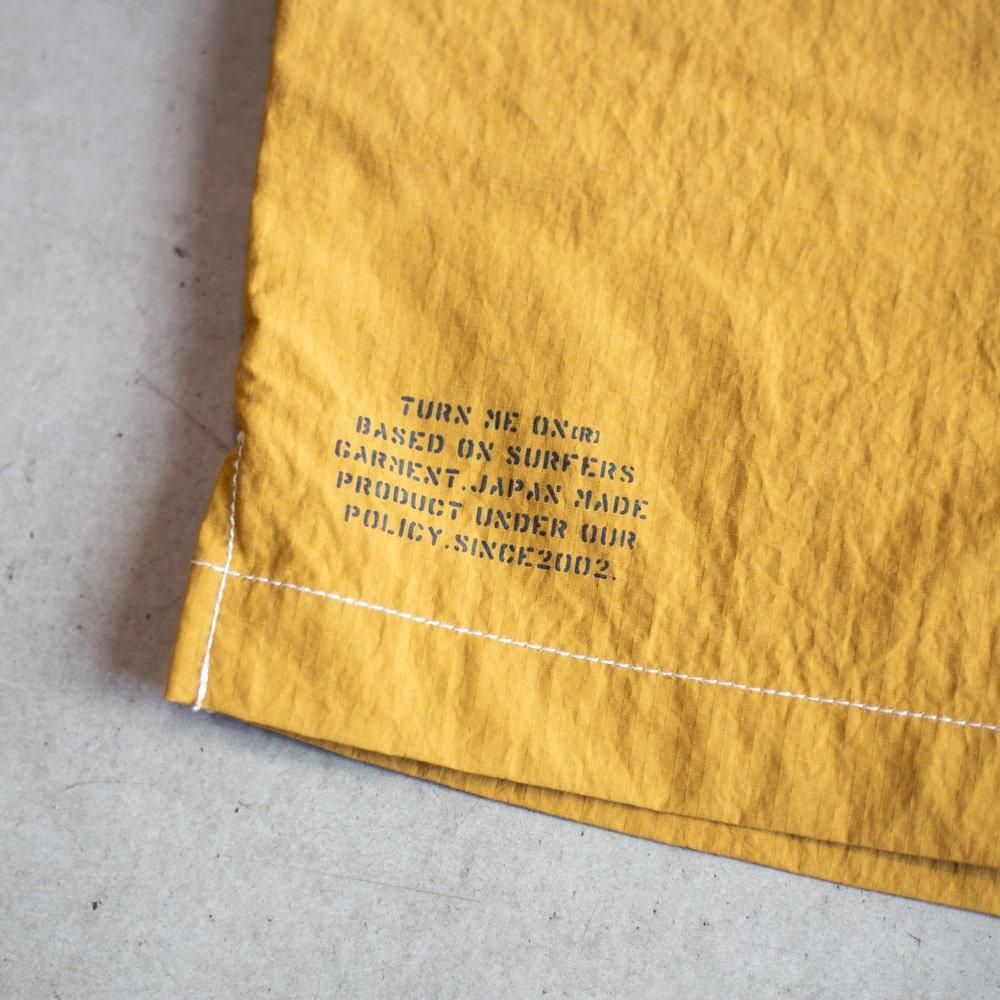 TURN ME ON(R)
BASED ON SURFERS
GARMENT.JAPAN MADE
PRODUCT UNDER OUR
POLICY.SINCE2002.